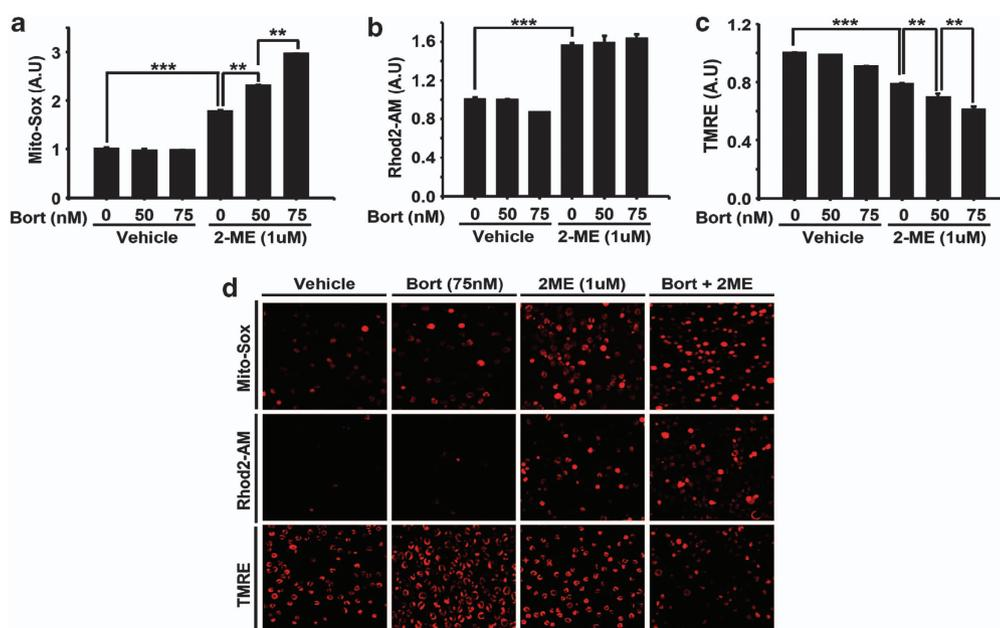 a
***
**
**
Mito-Sox (A.U)
3
2
1
0
Bort (nM) 0 50 75 0 50 75
Vehicle 2-ME (1uM)
b
***
Rhod2-AM (A.U)
1.6
1.2
0.8
0.4
0.0
Bort (nM) 0 50 75 0 50 75
Vehicle 2-ME (1uM)
c
***
**
**
TMRE (A.U)
1.2
0.8
0.4
0.0
Bort (nM) 0 50 75 0 50 75
Vehicle 2-ME (1uM)
d
Vehicle Bort (75nM) 2ME (1uM) Bort + 2ME
Mito-Sox
Rhod2-AM
TMRE